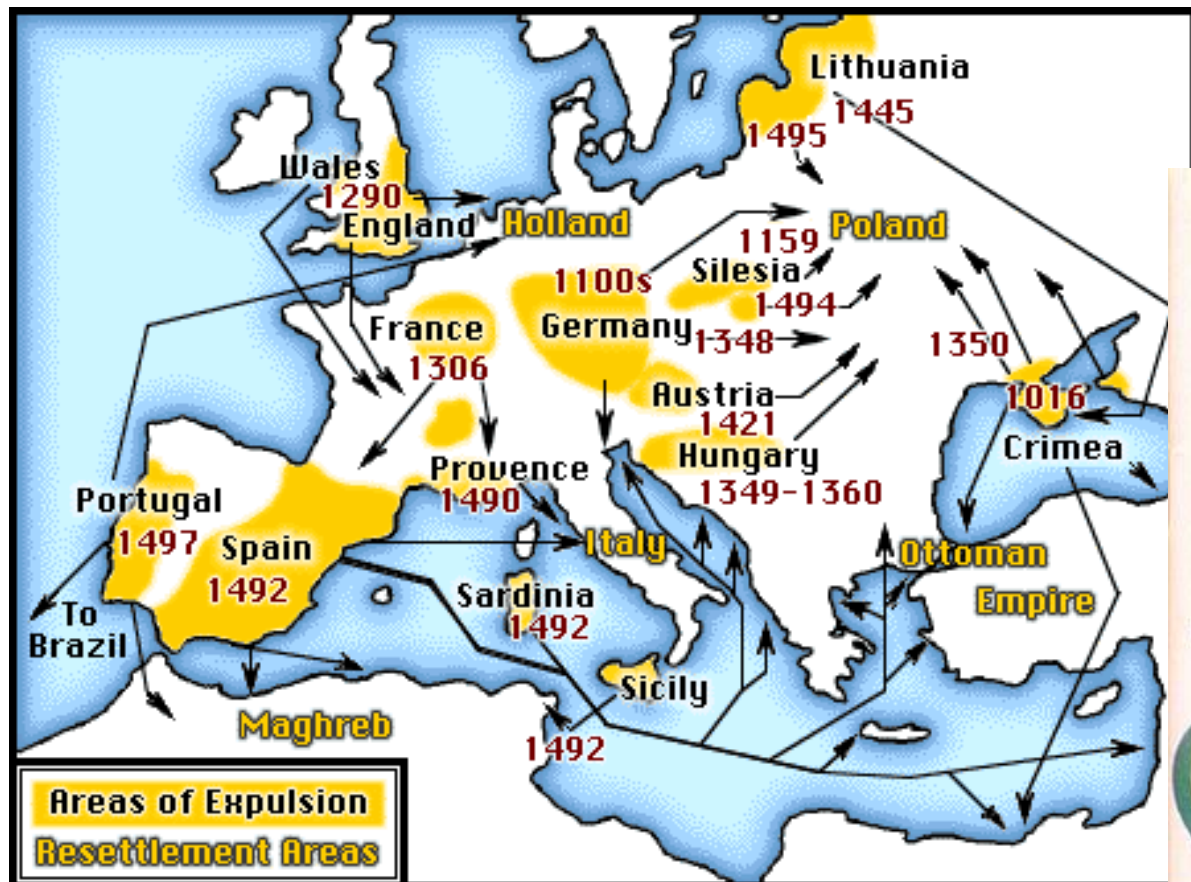 Lithuania
1445
1495
Wales
1290
England
Holland
Poland
1159
Silesia
1100s
1494
France
Germany
1348
1306
1350
Austria
1421
1016
Crimea
Hungary
1349-1360
Provence
1490
Portugal
1497
Spain
1492
Italy
Ottoman
Empire
Sardinia
1492
To
Brazil
Sicily
1492
Maghreb
Areas of Expulsion
Resettlement Areas